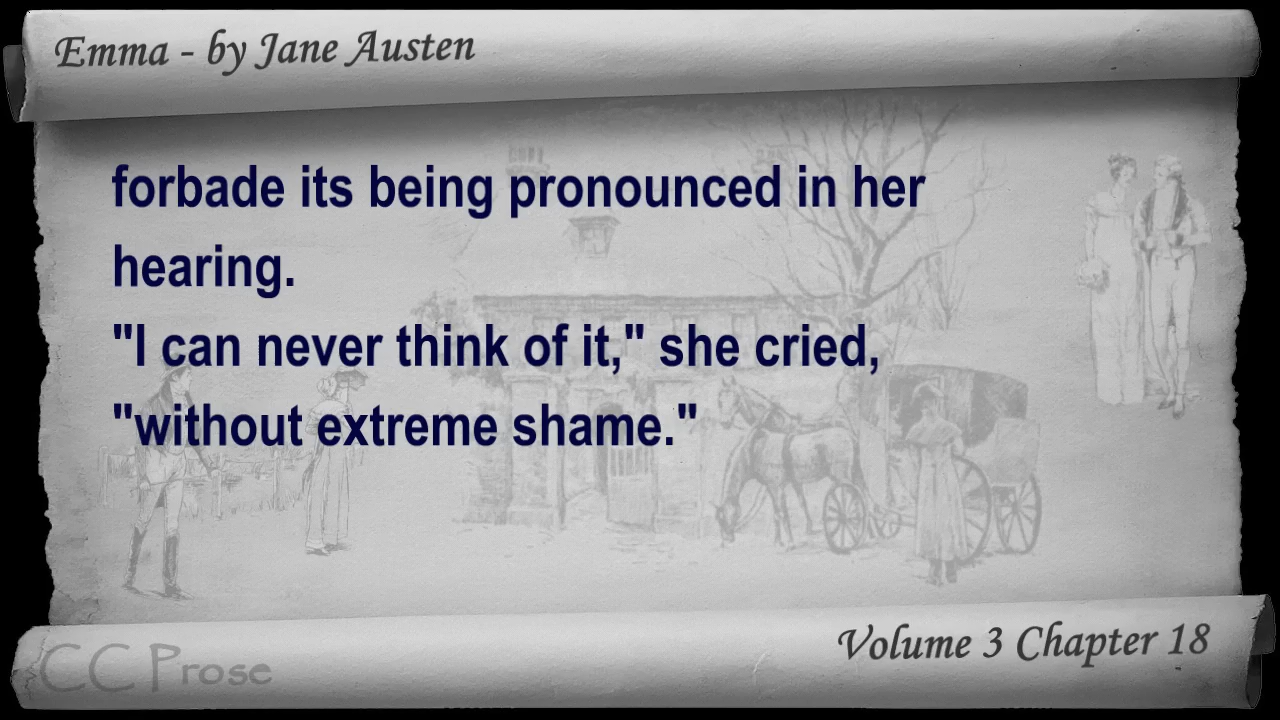 Emma - by Jane Austen
forbade its being pronounced in her
hearing.
"I can never think of it," she cried,
"without extreme shame."
Volume 3 Chapter 18
CC Prose